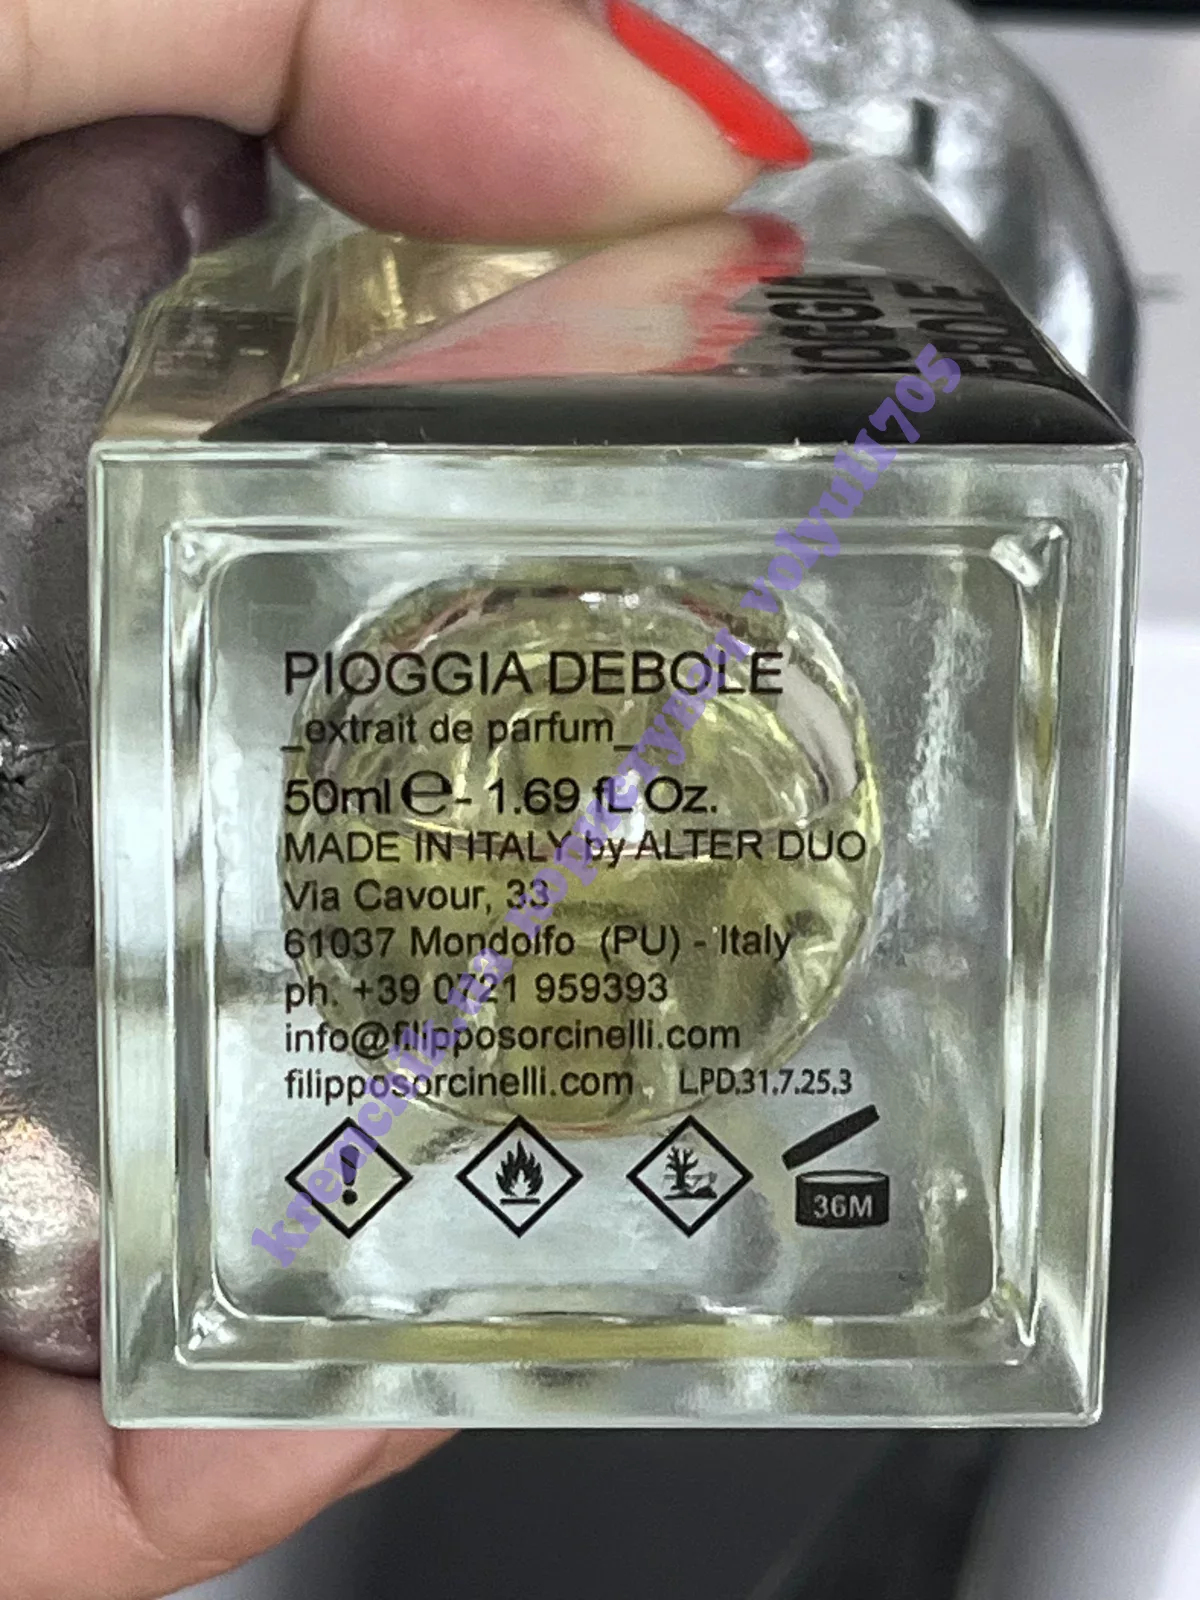 PIOGGIA DEBOLE
_extrait de parfum_
50ml ℮ - 1.69 fL Oz.
MADE IN ITALY by ALTER DUO
Via Cavour, 33
61037 Mondolfo (PU) - Italy
ph. +39 0721 959393
info@filipposorcinelli.com
filipposorcinelli.com L.PD.31.7.25.3
36M